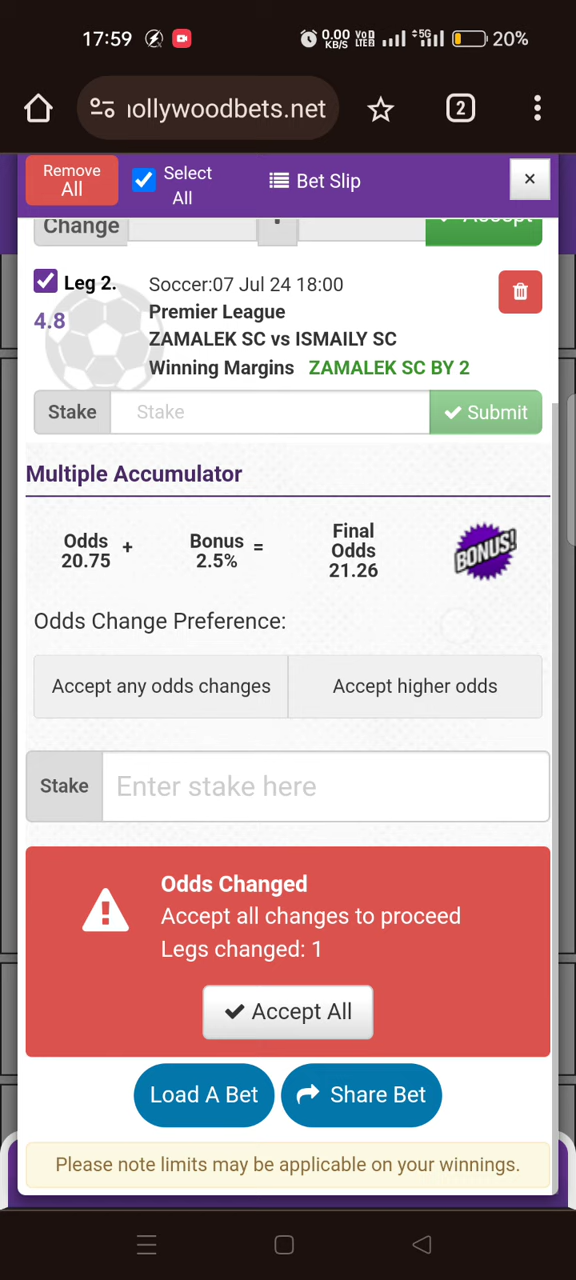 17:59
0.00 KB/S
Vo LTE
5G
20%
ollywoodbets.net
2
Remove All
Select All
Bet Slip
×
Change
Accept
Leg 2.
Soccer:07 Jul 24 18:00
4.8
Premier League
ZAMALEK SC vs ISMAILY SC
Winning Margins ZAMALEK SC BY 2
Stake
Stake
Submit
Multiple Accumulator
Odds 20.75
+
Bonus 2.5%
=
Final Odds 21.26
BONUS!
Odds Change Preference:
Accept any odds changes
Accept higher odds
Stake
Enter stake here
Odds Changed
Accept all changes to proceed
Legs changed: 1
Accept All
Load A Bet
Share Bet
Please note limits may be applicable on your winnings.